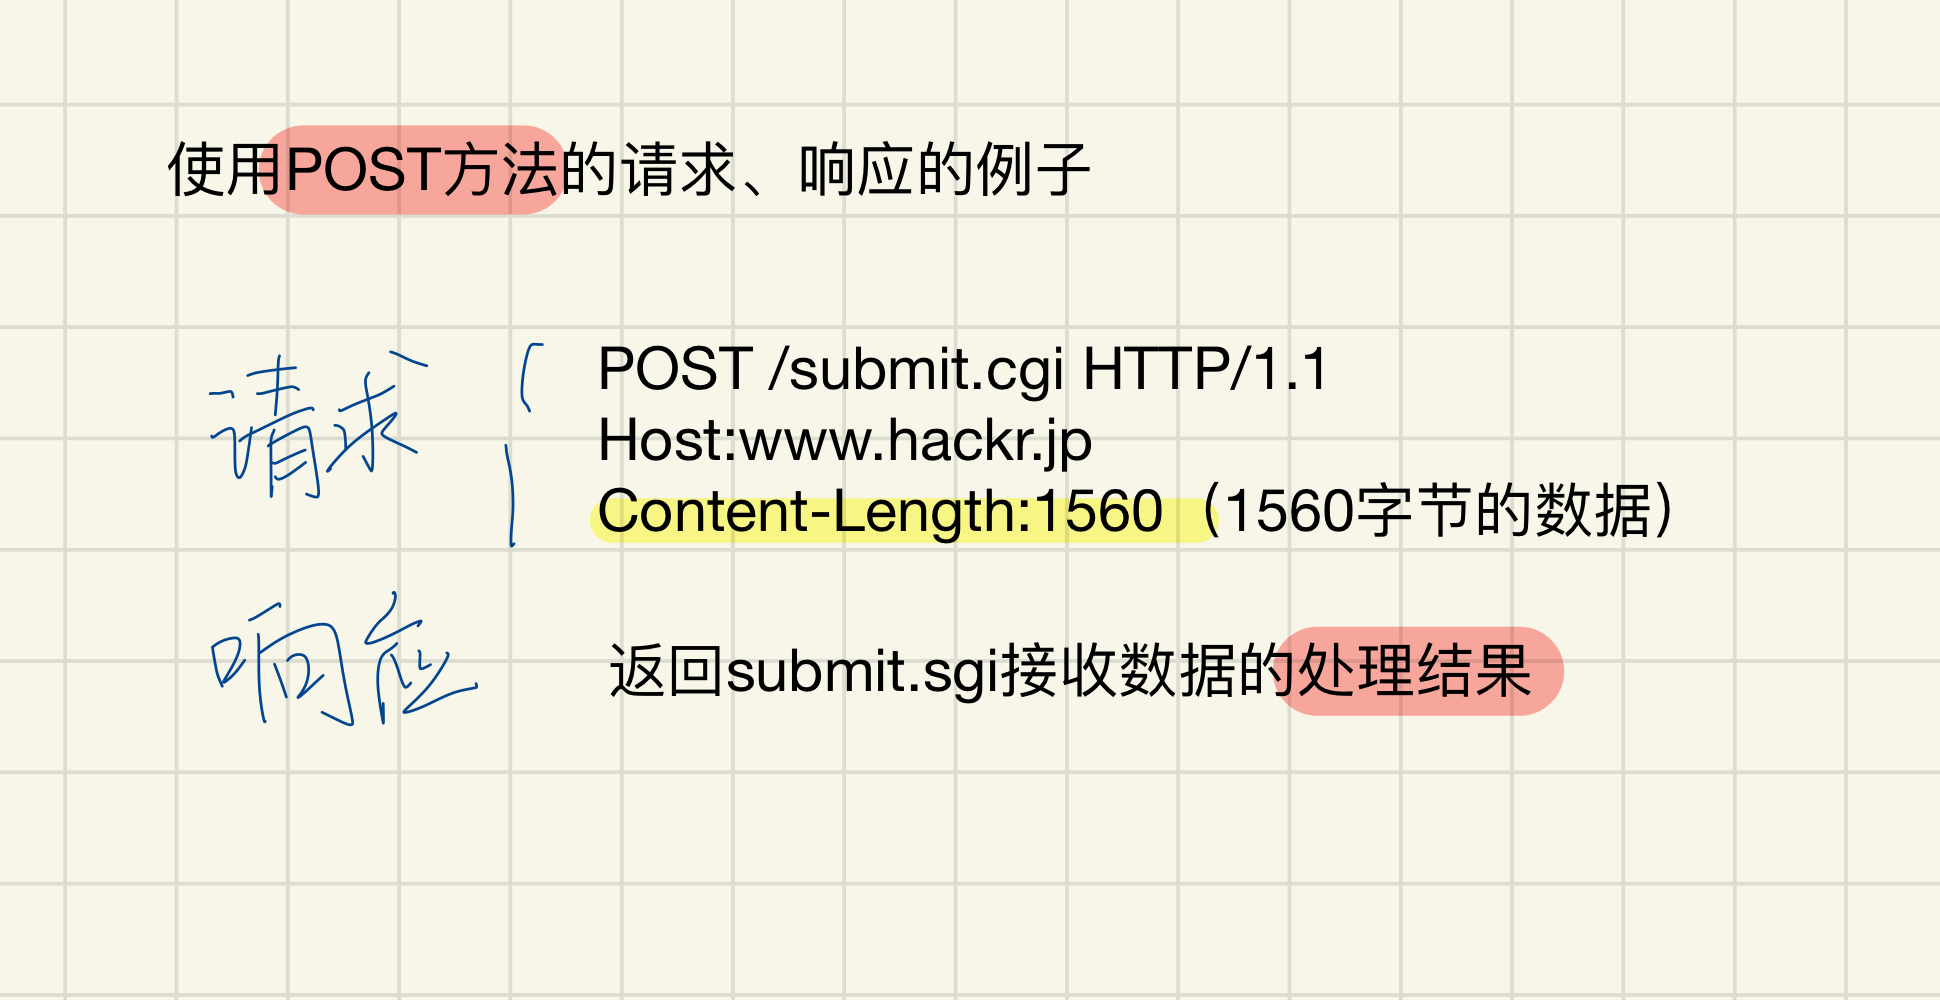 使用POST方法的请求、响应的例子
请求
POST /submit.cgi HTTP/1.1
Host:www.hackr.jp
Content-Length:1560（1560字节的数据）
响应
返回submit.sgi接收数据的处理结果